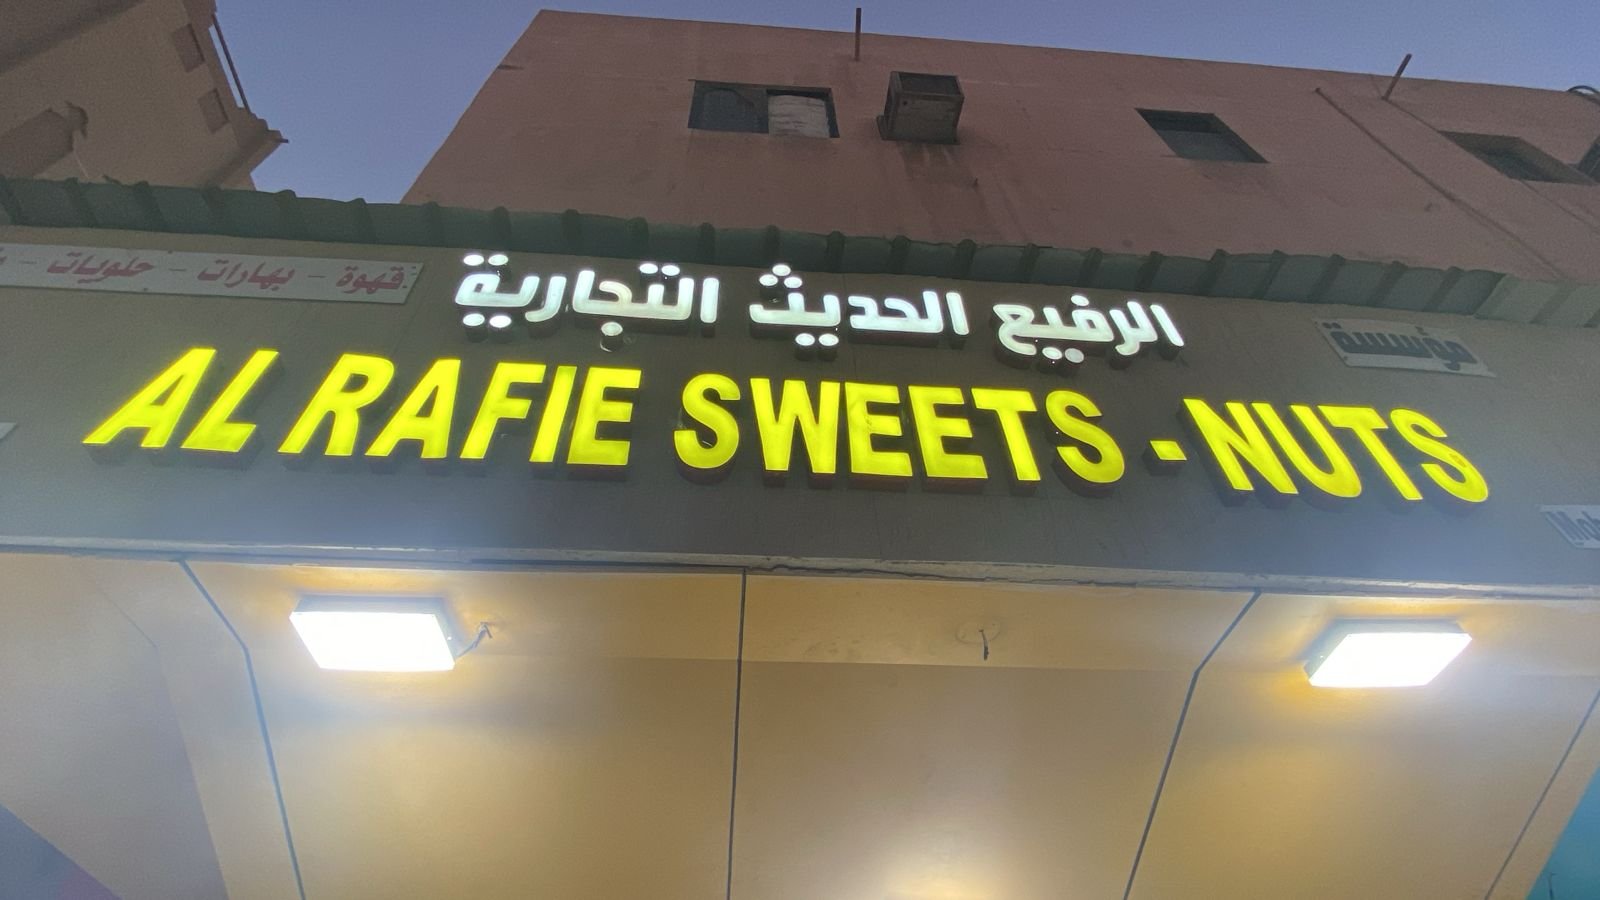 مؤسسة
الرفيع الحديث التجارية
قهوة - بهارات - حلويات -
AL RAFIE SWEETS - NUTS